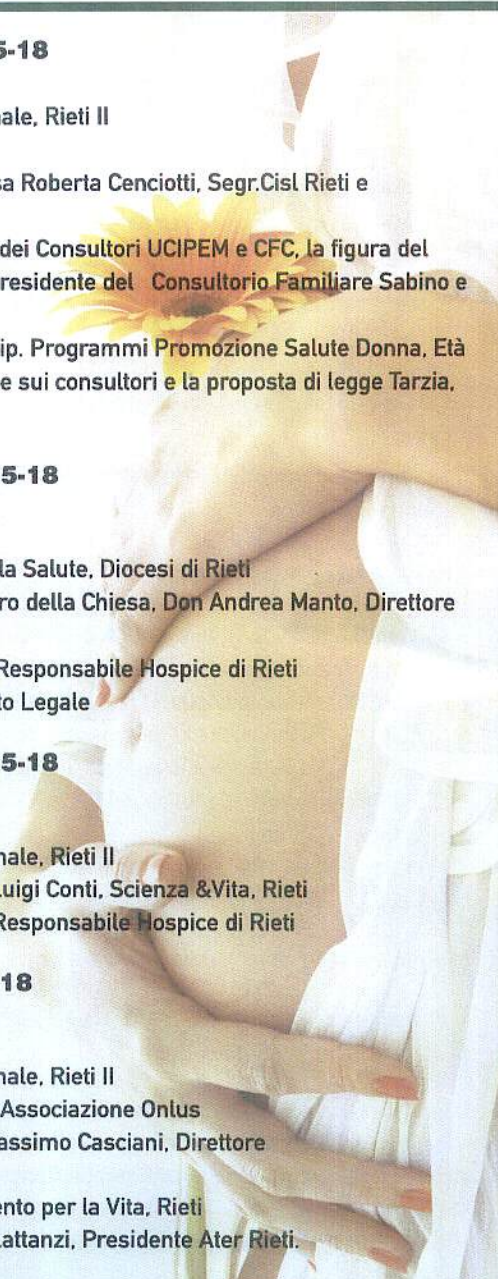 5-18
ale, Rieti II
sa Roberta Cenciotti, Segr.Cisl Rieti e
dei Consultori UCIPEM e CFC, la figura del
residente del Consultorio Familiare Sabino e
ip. Programmi Promozione Salute Donna, Età
e sui consultori e la proposta di legge Tarzia,
5-18
la Salute, Diocesi di Rieti
ro della Chiesa, Don Andrea Manto, Direttore
Responsabile Hospice di Rieti
to Legale
5-18
nale, Rieti II
Luigi Conti, Scienza &Vita, Rieti
Responsabile Hospice di Rieti
18
nale, Rieti II
Associazione Onlus
assimo Casciani, Direttore
ento per la Vita, Rieti
Lattanzi, Presidente Ater Rieti.